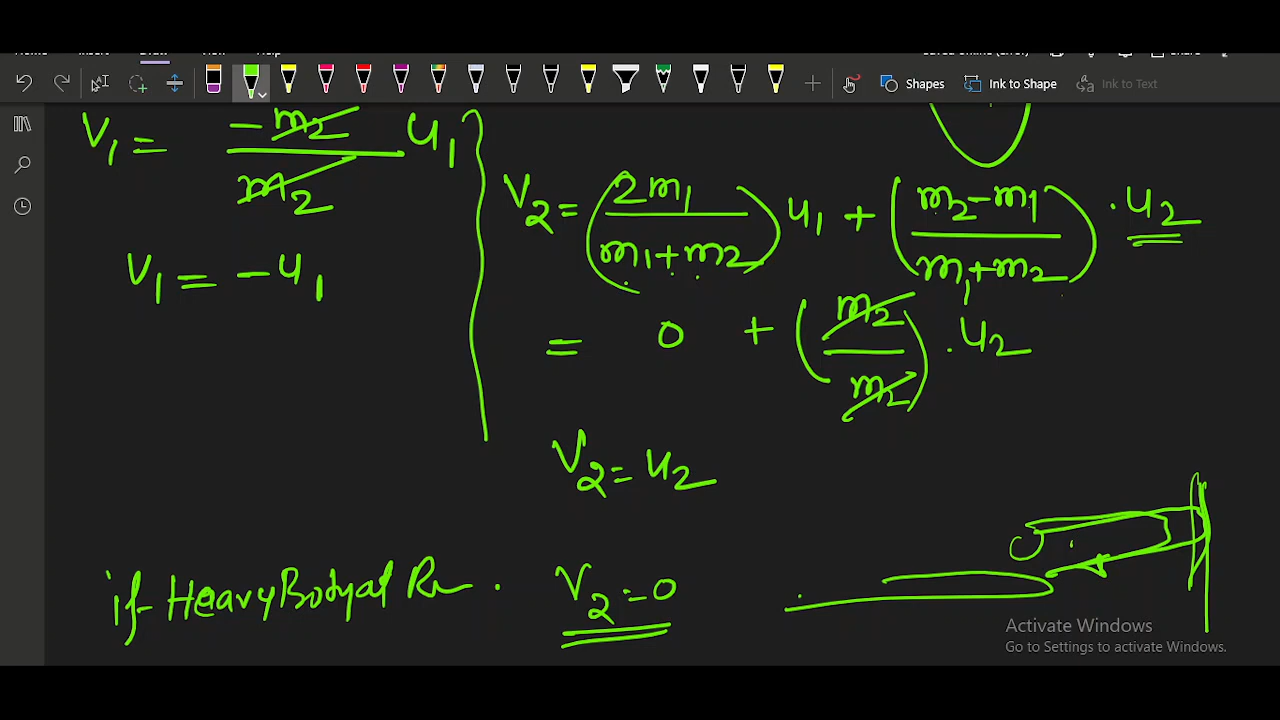 Shapes
Ink to Shape
Ink to Text
V₁ = -m₂/m₂ u₁
V₁ = -u₁
V₂ = (2m₁/(m₁+m₂)) u₁ + ((m₂-m₁)/(m₁+m₂)) . u₂
= 0 + (m₂/m₂) . u₂
V₂ = u₂
if Heavy Body at
V₂ = 0
Activate Windows
Go to Settings to activate Windows.